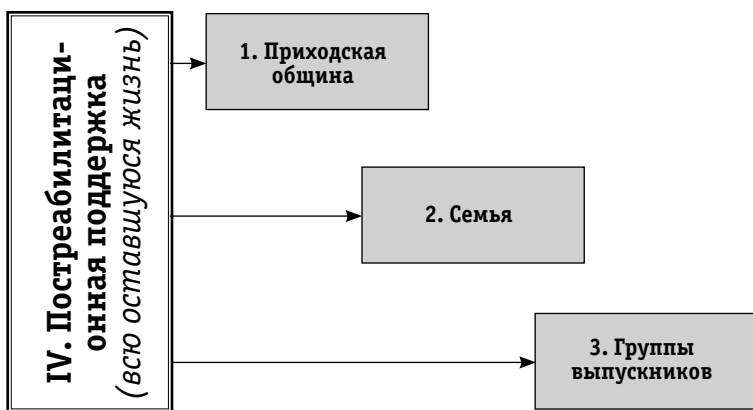 IV. Постреабилитаци-
онная поддержка
(всю оставшуюся жизнь)
1. Приходская
община
2. Семья
3. Группы
выпускников